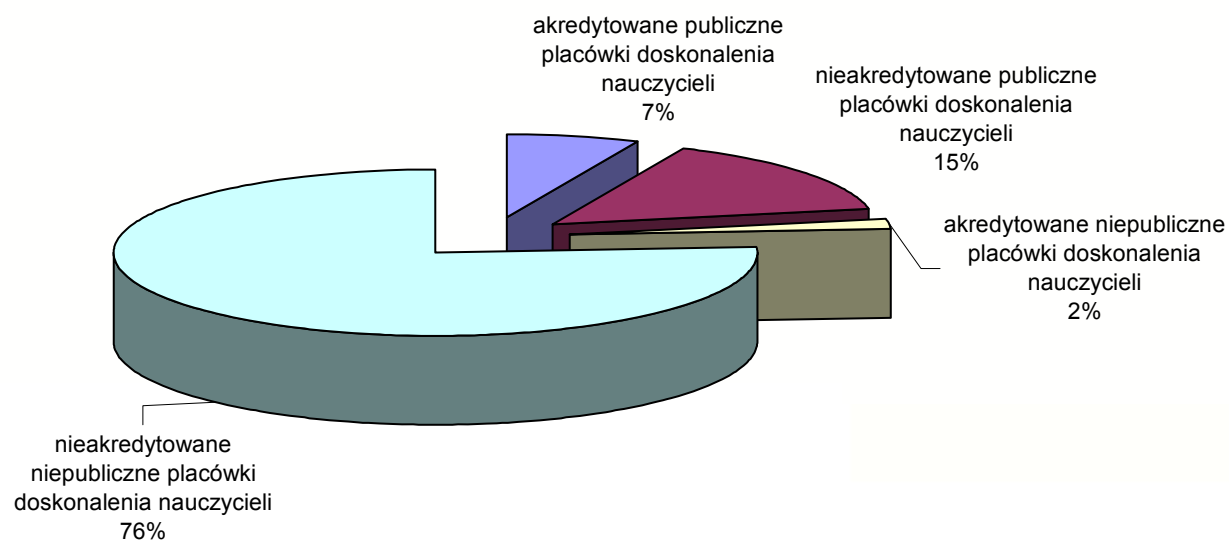 akredytowane publiczne
placówki doskonalenia
nauczycieli
7%
nieakredytowane publiczne
placówki doskonalenia
nauczycieli
15%
akredytowane niepubliczne
placówki doskonalenia
nauczycieli
2%
nieakredytowane
niepubliczne placówki
doskonalenia nauczycieli
76%